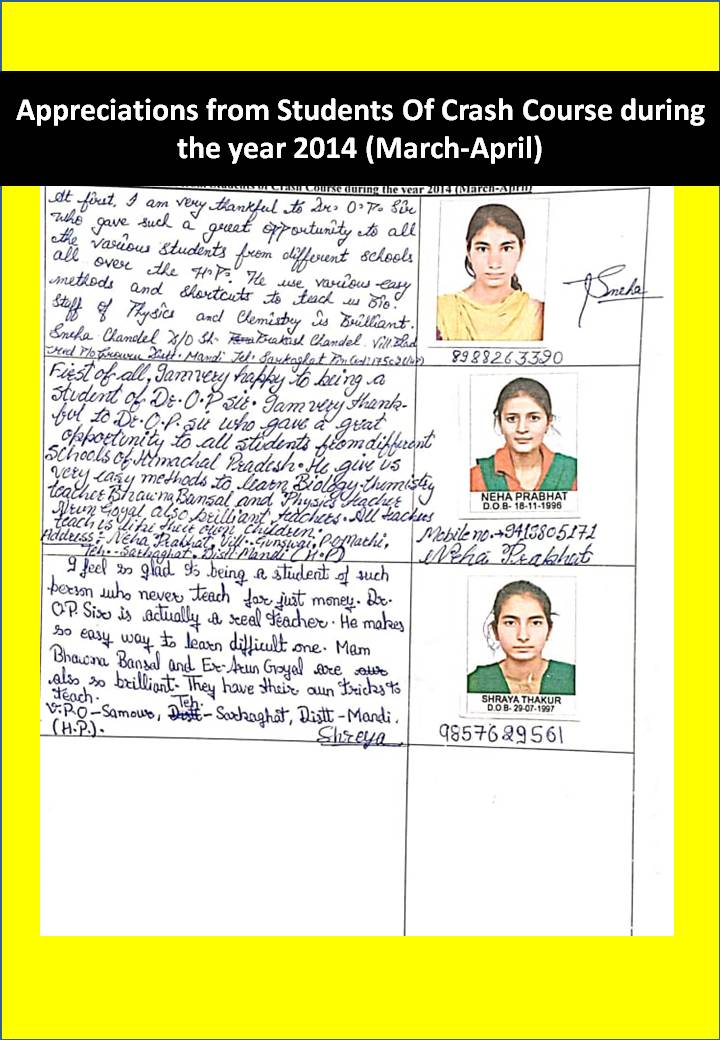 Appreciations from Students Of Crash Course during
the year 2014 (March-April)
from Students of Crash Course during the year 2014 (March-April)
At first, I am very thankful to Dr. O.P. Sir
who gave such a great opportunity to all
the various students from different schools
all over the H.P. He use various easy
methods and shortcuts to teach us Bio.
Staff of Physics and Chemistry is Brilliant.
Sneha Chandel D/O Sh. Prakash Chandel. Vill
Distt. Mandi Teh. Sarkaghat
Sneha
8988263390
First of all, I am very happy to being a
student of Dr. O.P sir. I am very thank-
ful to Dr. O.P. sir who gave a great
opportunity to all students from different
Schools of Himachal Pradesh. He give us
very easy methods to learn Biology. Chemistry
teacher Bhawna Bansal and Physics teacher
Arun Goyal also brilliant teachers. All teachers
teach us like their own children.
Address:- Neha Prabhat, Vill.- Gunswai, P.O Mathi,
Teh.- Sarkaghat, Distt Mandi (H.P)
NEHA PRABHAT
D.O.B- 16-11-1996
Mobile no.→9418805171
Neha Prabhat
I feel so glad to being a student of such
person who never teach for just money. Dr.
O.P Sir is actually a real teacher. He makes
so easy way to learn difficult one. Mam
Bhawna Bansal and Er. Arun Goyal are our
also so brilliant. They have their own tricks to
teach.
V.P.O - Samour, Distt Teh. - Sarkaghat, Distt - Mandi.
(H.P.).
Shreya
SHRAYA THAKUR
D.O.B- 29-07-1997
9857629561